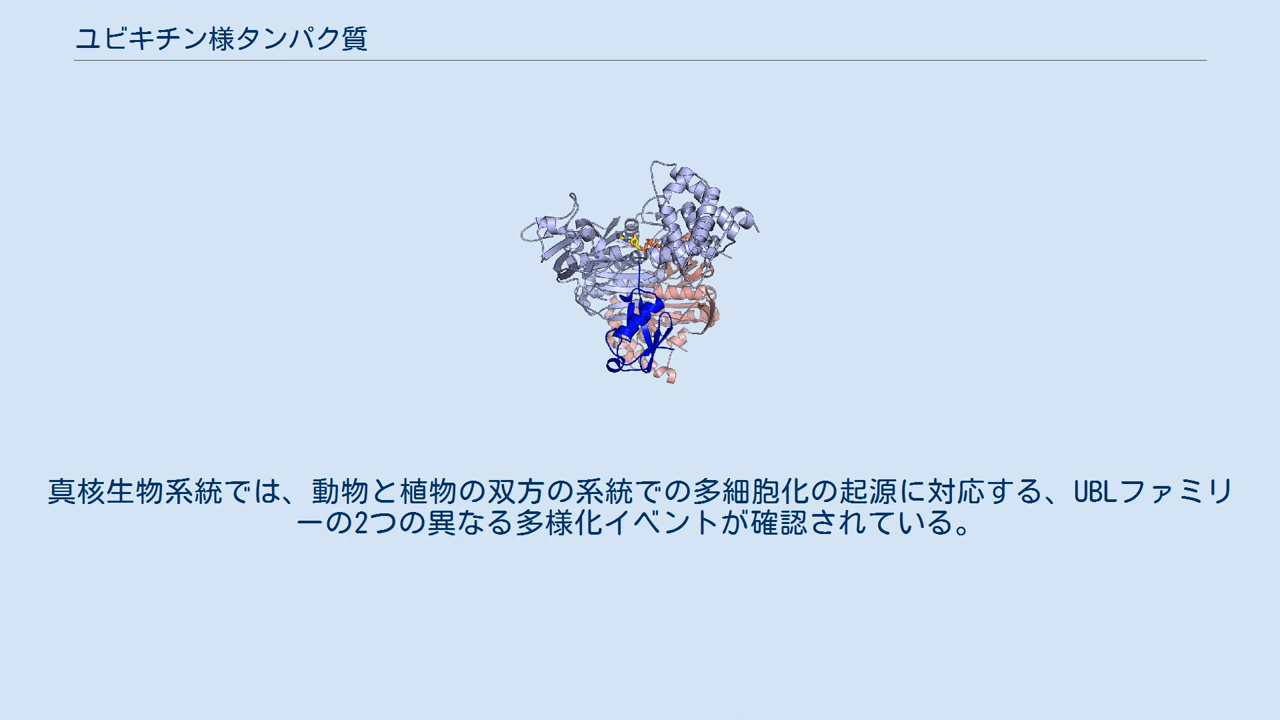 ユビキチン様タンパク質
真核生物系統では、動物と植物の双方の系統での多細胞化の起源に対応する、UBLファミリ
ーの2つの異なる多様化イベントが確認されている。